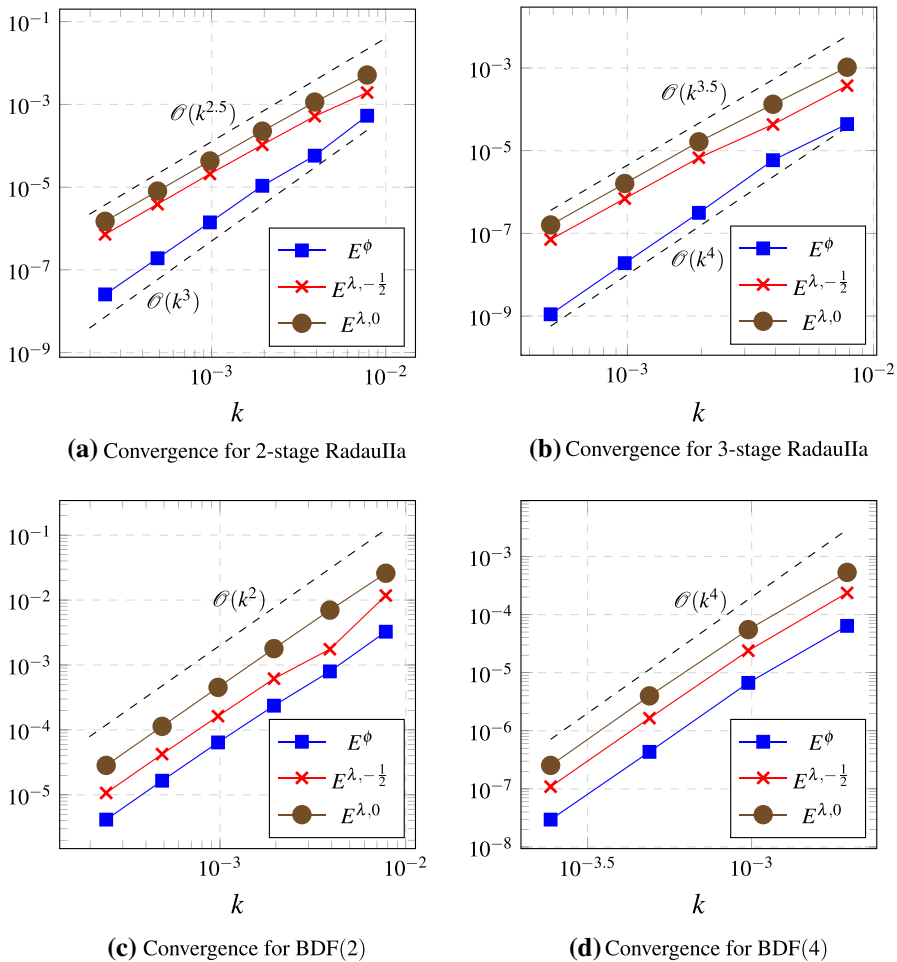 10⁻¹
10⁻³
10⁻⁵
10⁻⁷
10⁻⁹
𝒪(k^{2.5})
𝒪(k³)
E^ϕ
E^{λ,−1/2}
E^{λ,0}
10⁻³
10⁻²
k
(a) Convergence for 2-stage RadauIIa
10⁻³
10⁻⁵
10⁻⁷
10⁻⁹
𝒪(k^{3.5})
𝒪(k⁴)
E^ϕ
E^{λ,−1/2}
E^{λ,0}
10⁻³
10⁻²
k
(b) Convergence for 3-stage RadauIIa
10⁻¹
10⁻²
10⁻³
10⁻⁴
10⁻⁵
𝒪(k²)
E^ϕ
E^{λ,−1/2}
E^{λ,0}
10⁻³
10⁻²
k
(c) Convergence for BDF(2)
10⁻³
10⁻⁴
10⁻⁵
10⁻⁶
10⁻⁷
10⁻⁸
𝒪(k⁴)
E^ϕ
E^{λ,−1/2}
E^{λ,0}
10^{−3.5}
10⁻³
k
(d) Convergence for BDF(4)